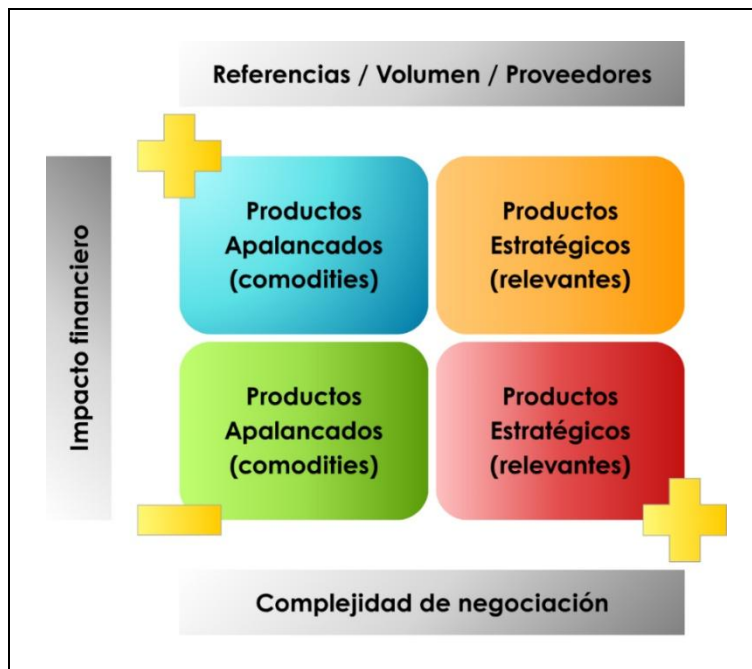 Referencias / Volumen / Proveedores
Impacto financiero
Productos
Apalancados
(comodities)
Productos
Estratégicos
(relevantes)
Productos
Apalancados
(comodities)
Productos
Estratégicos
(relevantes)
Complejidad de negociación